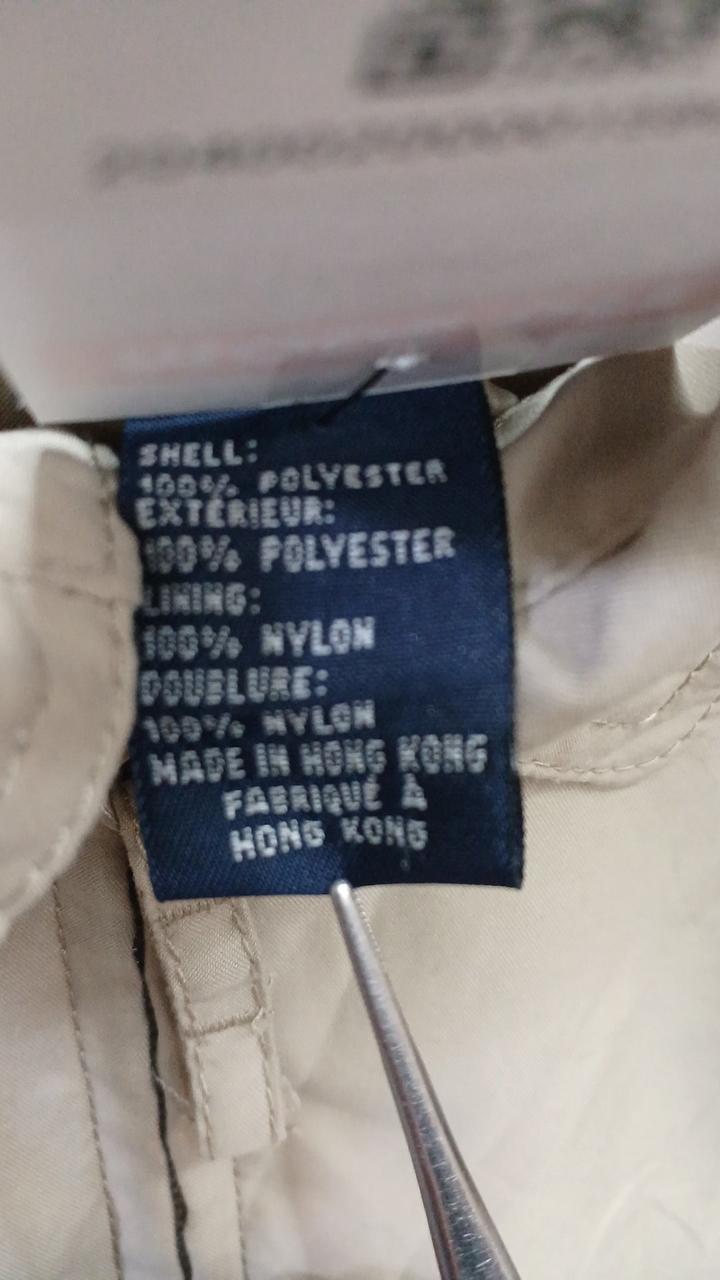 SHELL:
100% POLYESTER
EXTÉRIEUR:
100% POLYESTER
LINING:
100% NYLON
DOUBLURE:
100% NYLON
MADE IN HONG KONG
FABRIQUÉ À
HONG KONG